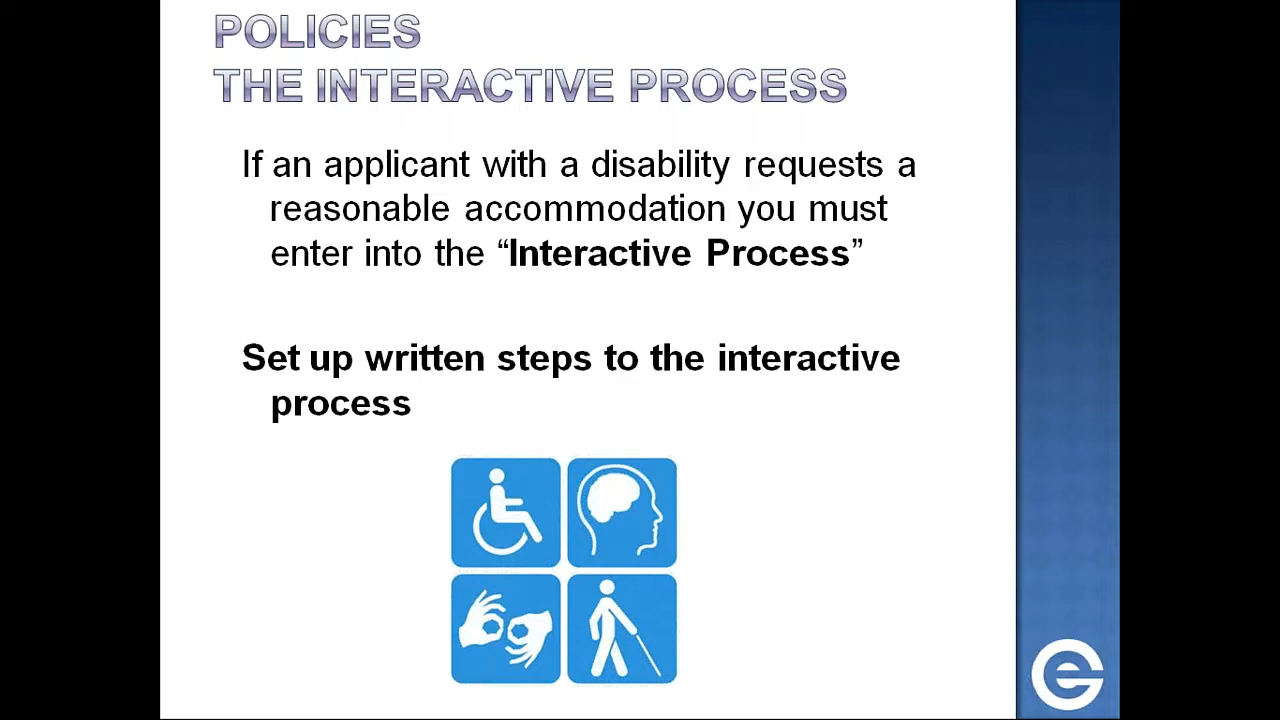 POLICIES
THE INTERACTIVE PROCESS
If an applicant with a disability requests a
reasonable accommodation you must
enter into the “Interactive Process”
Set up written steps to the interactive
process